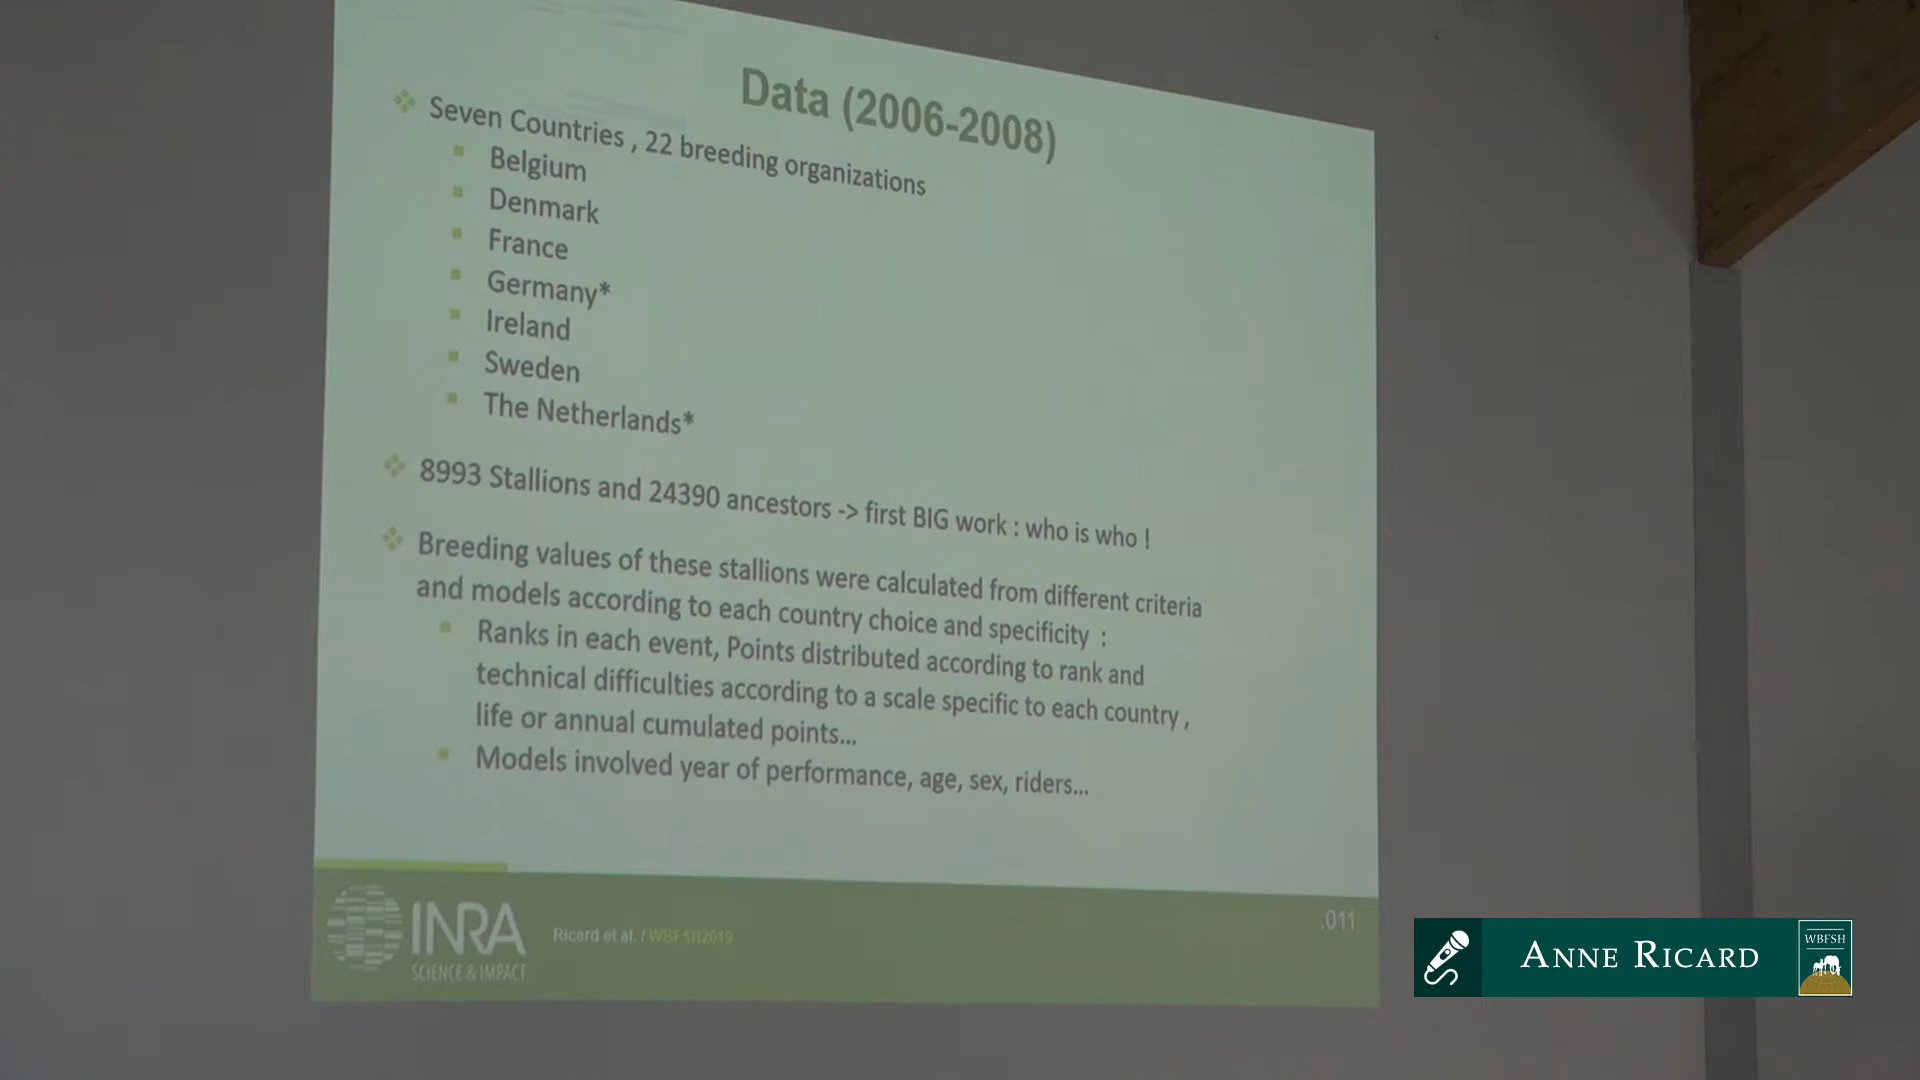 Data (2006-2008)
Seven Countries , 22 breeding organizations
Belgium
Denmark
France
Germany*
Ireland
Sweden
The Netherlands*
8993 Stallions and 24390 ancestors -> first BIG work : who is who !
Breeding values of these stallions were calculated from different criteria
and models according to each country choice and specificity :
Ranks in each event, Points distributed according to rank and
technical difficulties according to a scale specific to each country ,
life or annual cumulated points...
Models involved year of performance, age, sex, riders...
INRA
SCIENCE & IMPACT
Ricard et al. / WBFSH2019
.011
ANNE RICARD
WBFSH